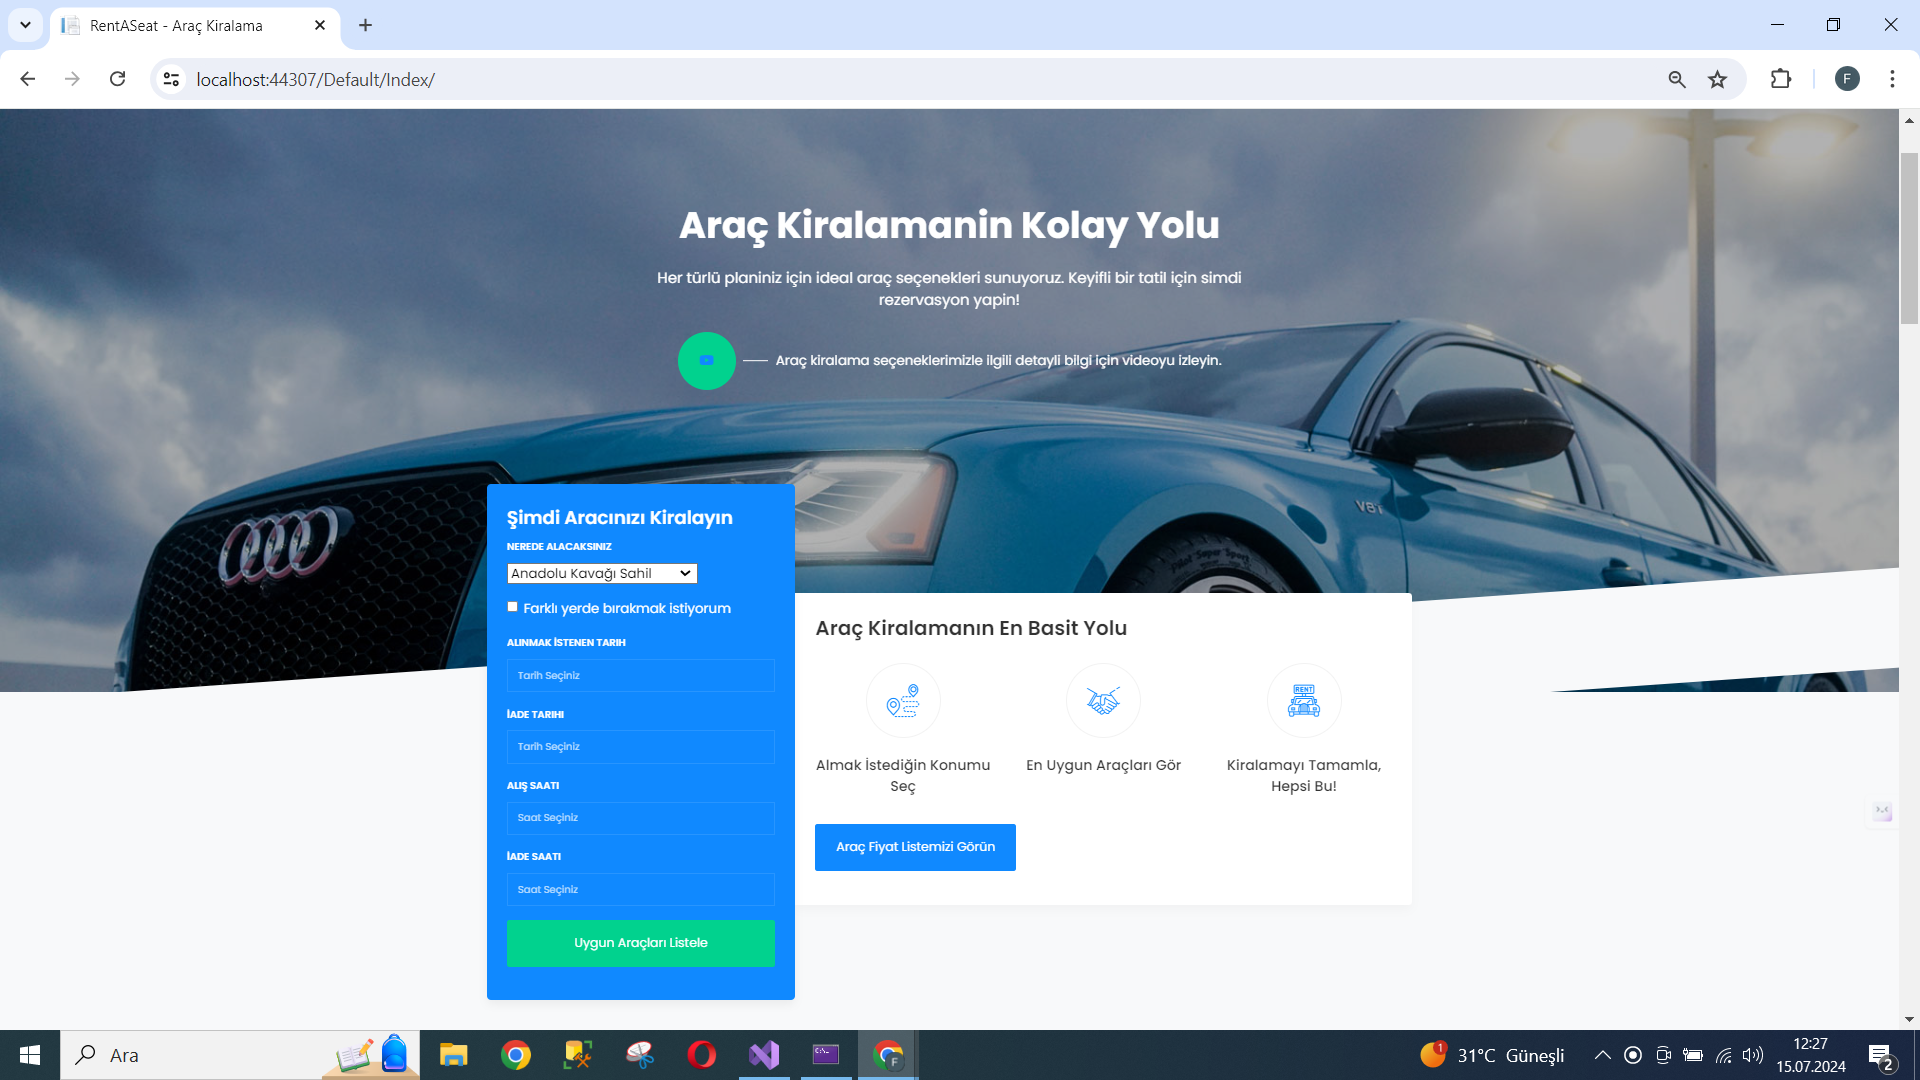 RentASeat - Araç Kiralama
localhost:44307/Default/Index/
F
Araç Kiralamanin Kolay Yolu
Her türlü planiniz için ideal araç seçenekleri sunuyoruz. Keyifli bir tatil için simdi
rezervasyon yapin!
Araç kiralama seçeneklerimizle ilgili detayli bilgi için videoyu izleyin.
V8T
Şimdi Aracınızı Kiralayın
NEREDE ALACAKSINIZ
Anadolu Kavağı Sahil
Farklı yerde bırakmak istiyorum
ALINMAK İSTENEN TARIH
Tarih Seçiniz
İADE TARIHI
Tarih Seçiniz
ALIŞ SAATI
Saat Seçiniz
İADE SAATI
Saat Seçiniz
Uygun Araçları Listele
Araç Kiralamanın En Basit Yolu
RENT
Almak İstediğin Konumu
Seç
En Uygun Araçları Gör
Kiralamayı Tamamla,
Hepsi Bu!
Araç Fiyat Listemizi Görün
Ara
F
1
31°C Güneşli
12:27
15.07.2024
2